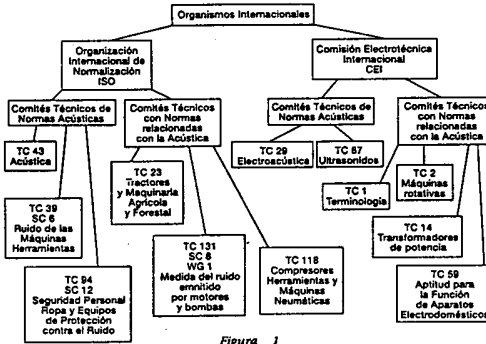 Organismos Internacionales
Organización
Internacional de
Normalización
ISO
Comisión Electrotécnica
Internacional
CEI
Comités Técnicos de
Normas Acústicas
Comités Técnicos
con Normas
relacionadas
con la Acústica
Comités Técnicos de
Normas Acústicas
Comités Técnicos
con Normas
relacionadas
con la Acústica
TC 43
Acústica
TC 23
Tractores
y Maquinaria
Agrícola
y Forestal
TC 29
Electroacústica
TC 87
Ultrasonidos
TC 1
Terminología
TC 2
Máquinas
rotativas
TC 39
SC 6
Ruido de las
Máquinas
Herramientas
TC 14
Transformadores
de potencia
TC 94
SC 12
Seguridad Personal
Ropa y Equipos
de Protección
contra el Ruido
TC 131
SC 8
WG 1
Medida del ruido
emnitido
por motores
y bombas
TC 118
Compresores
Herramientas y
Máquinas
Neumáticas
TC 59
Aptitud para
la Función
de Aparatos
Electrodomésticos
Figura 1